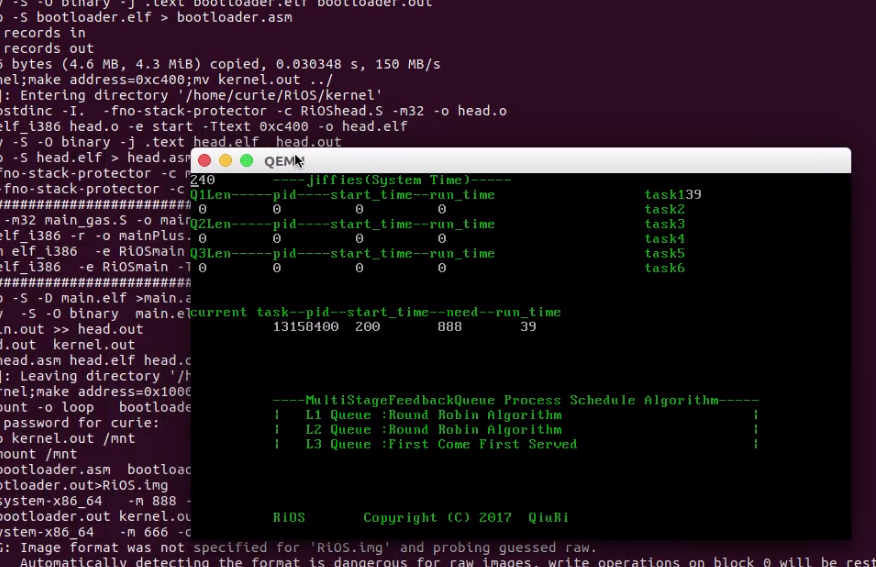 y -S -O binary -j .text bootloader.elf bootloader.out
o -S bootloader.elf > bootloader.asm
records in
records out
6 bytes (4.6 MB, 4.3 MiB) copied, 0.030348 s, 150 MB/s
nel;make address=0xc400;mv kernel.out ../
]: Entering directory '/home/curie/RiOS/kernel'
ostdinc -I.  -fno-stack-protector -c RiOShead.S -m32 -o head.o
elf_i386 head.o -e start -Ttext 0xc400 -o head.elf
y -S -O binary -j .text head.elf  head.out
o -S head.elf > head.asm
fno-stack-protector -c m
-fno-stack-protector -c
########################
-m32 main_gas.S -o main
elf_i386 -r -o mainPlus.
m elf_i386  -e RiOSmain
elf_i386  -e RiOSmain -T
########################
o -S -D main.elf >main.a
y  -S -O binary  main.el
in.out >> head.out
d.out  kernel.out
head.asm head.elf head.o
]: Leaving directory '/h
rnel;make address=0x1000
ount -o loop   bootloade
password for curie:
o kernel.out /mnt
mount /mnt
bootloader.asm  bootloac
otloader.out>RiOS.img
system-x86_64   -m 888 -
bootloader.out kernel.ou
ystem-x86_64   -m 666 -d
G: Image format was not specified for 'RiOS.img' and probing guessed raw.
Automatically detecting the format is dangerous for raw images, write operations on block 0 will be rest
QEMU
240 ----jiffies(System Time)-----
Q1Len-----pid----start_time--run_time task139
0 0 0 0 task2
Q2Len-----pid----start_time--run_time task3
0 0 0 0 task4
Q3Len-----pid----start_time--run_time task5
0 0 0 0 task6
current task--pid--start_time--need--run_time
13158400 200 888 39
----MultiStageFeedbackQueue Process Schedule Algorithm-----
¦ L1 Queue :Round Robin Algorithm ¦
¦ L2 Queue :Round Robin Algorithm ¦
¦ L3 Queue :First Come First Served ¦
RiOS Copyright (C) 2017 QiuRi